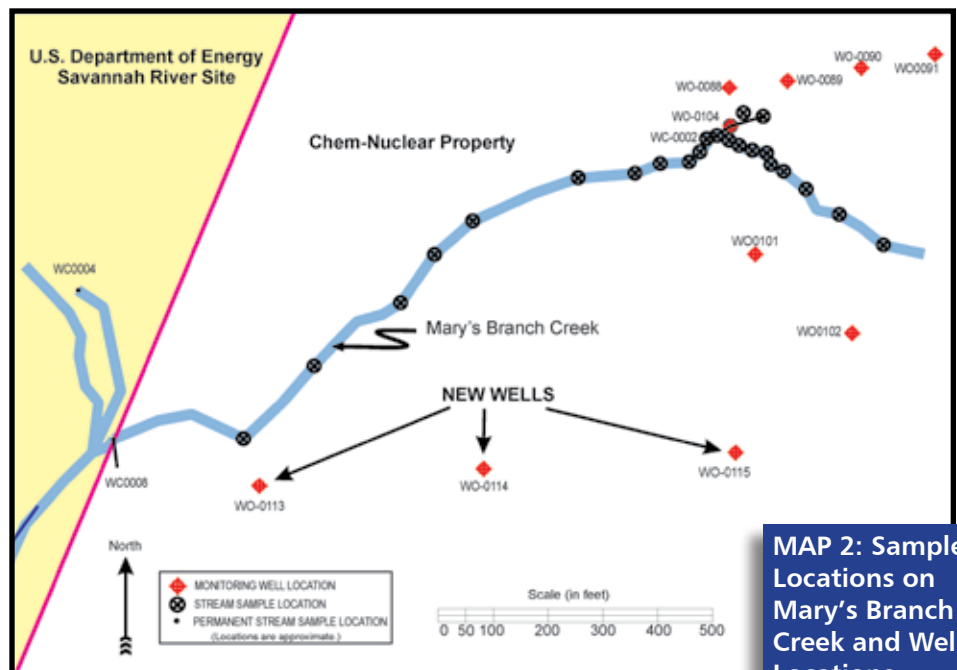 U.S. Department of Energy
Savannah River Site
Chem-Nuclear Property
WO-0088
WO-0089
WO-0090
WO0091
WO-0104
WC-0002
WO0101
WO0102
WC0004
Mary's Branch Creek
NEW WELLS
WC0008
WO-0113
WO-0114
WO-0115
North
MONITORING WELL LOCATION
STREAM SAMPLE LOCATION
PERMANENT STREAM SAMPLE LOCATION
(Locations are approximate.)
Scale (in feet)
0 50 100 200 300 400 500
MAP 2: Sample
Locations on
Mary's Branch
Creek and Wel